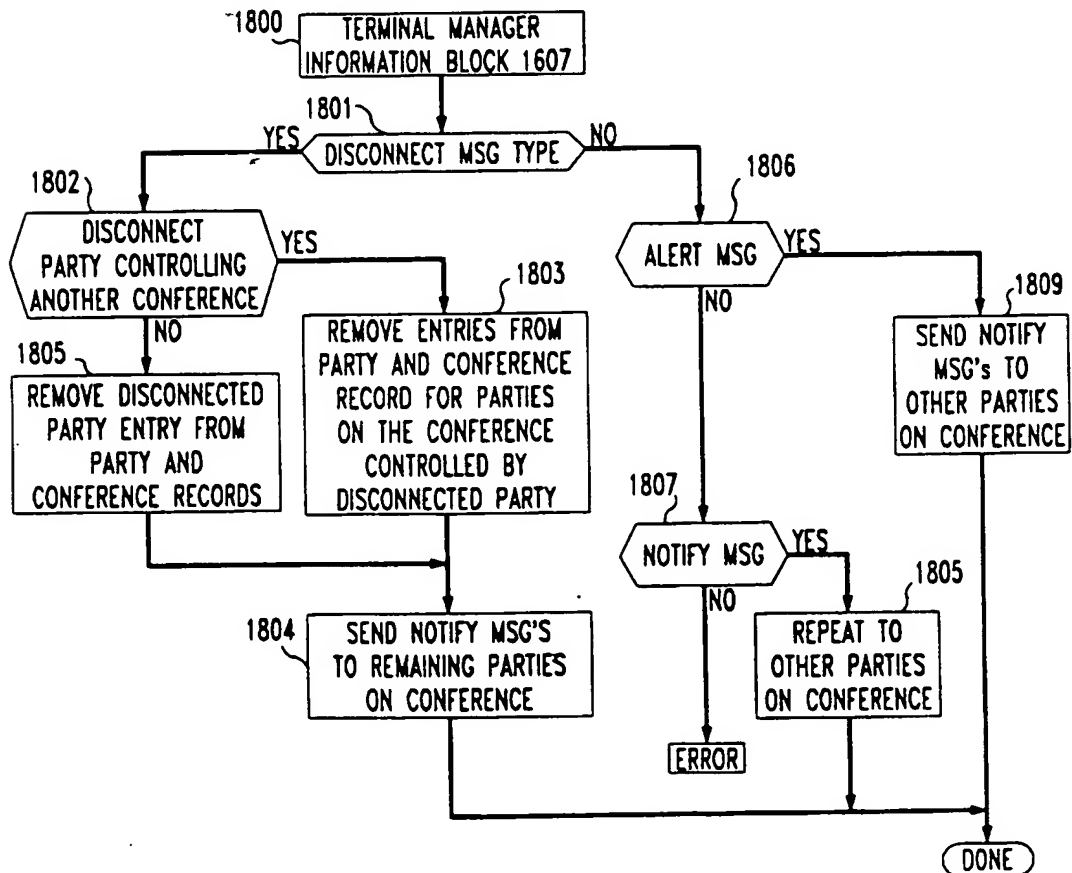 1800
TERMINAL MANAGER
INFORMATION BLOCK 1607
1801
YES
NO
DISCONNECT MSG TYPE
1802
DISCONNECT
PARTY CONTROLLING
ANOTHER CONFERENCE
YES
NO
1806
ALERT MSG
YES
NO
1803
REMOVE ENTRIES FROM
PARTY AND CONFERENCE
RECORD FOR PARTIES
ON THE CONFERENCE
CONTROLLED BY
DISCONNECTED PARTY
1809
SEND NOTIFY
MSG's TO
OTHER PARTIES
ON CONFERENCE
1805
REMOVE DISCONNECTED
PARTY ENTRY FROM
PARTY AND
CONFERENCE RECORDS
1807
NOTIFY MSG
YES
NO
1804
SEND NOTIFY MSG'S
TO REMAINING PARTIES
ON CONFERENCE
1805
REPEAT TO
OTHER PARTIES
ON CONFERENCE
ERROR
DONE